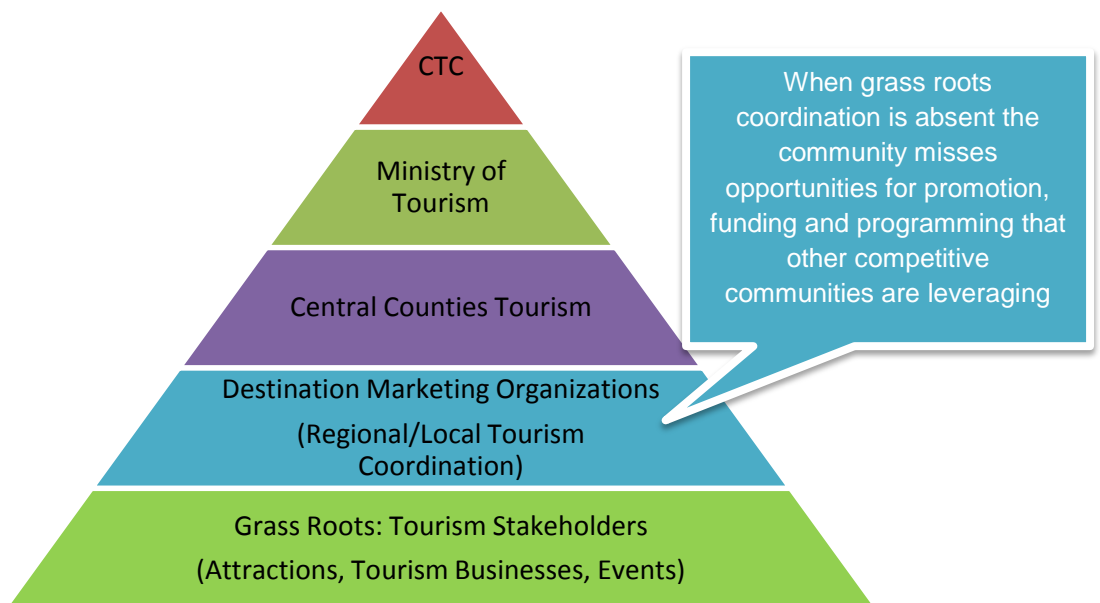 CTC
Ministry of
Tourism
Central Counties Tourism
Destination Marketing Organizations
(Regional/Local Tourism
Coordination)
Grass Roots: Tourism Stakeholders
(Attractions, Tourism Businesses, Events)
When grass roots
coordination is absent the
community misses
opportunities for promotion,
funding and programming that
other competitive
communities are leveraging